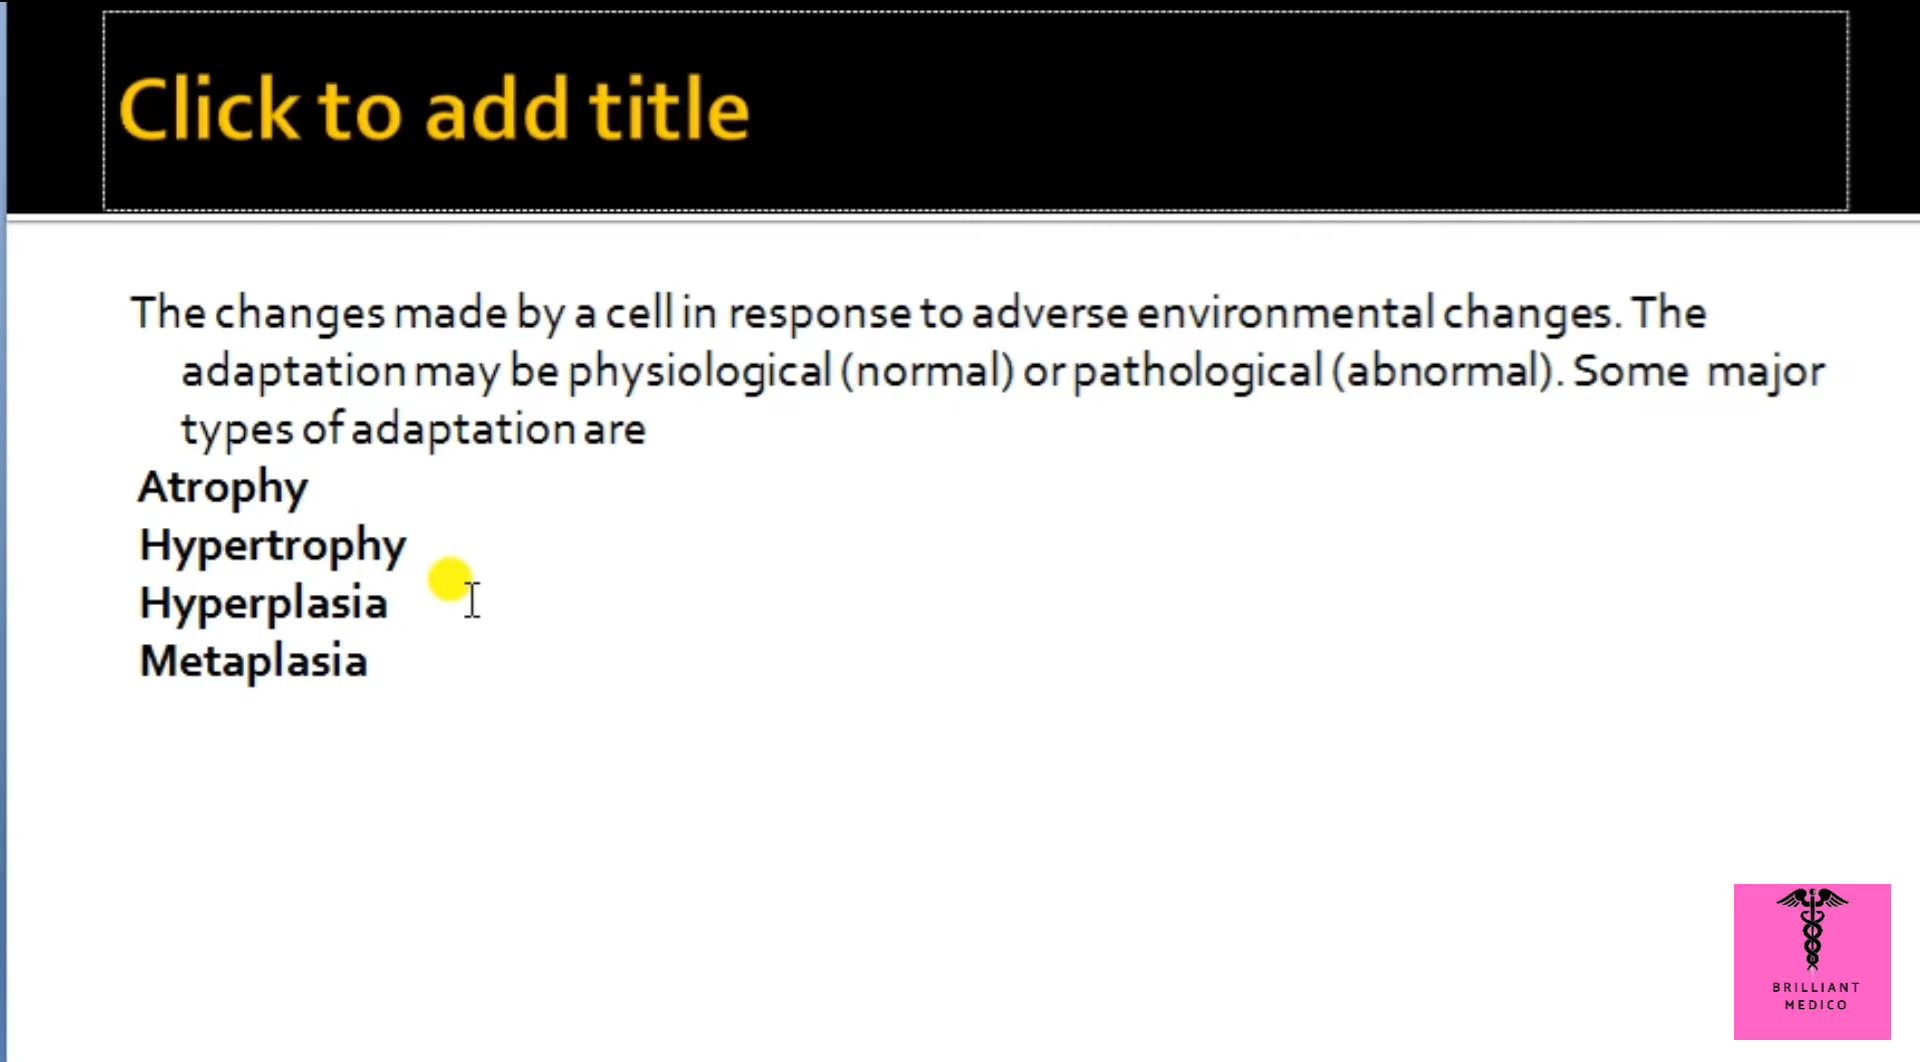 Click to add title
The changes made by a cell in response to adverse environmental changes. The
adaptation may be physiological (normal) or pathological (abnormal). Some major
types of adaptation are
Atrophy
Hypertrophy
Hyperplasia
Metaplasia
BRILLIANT
MEDICO